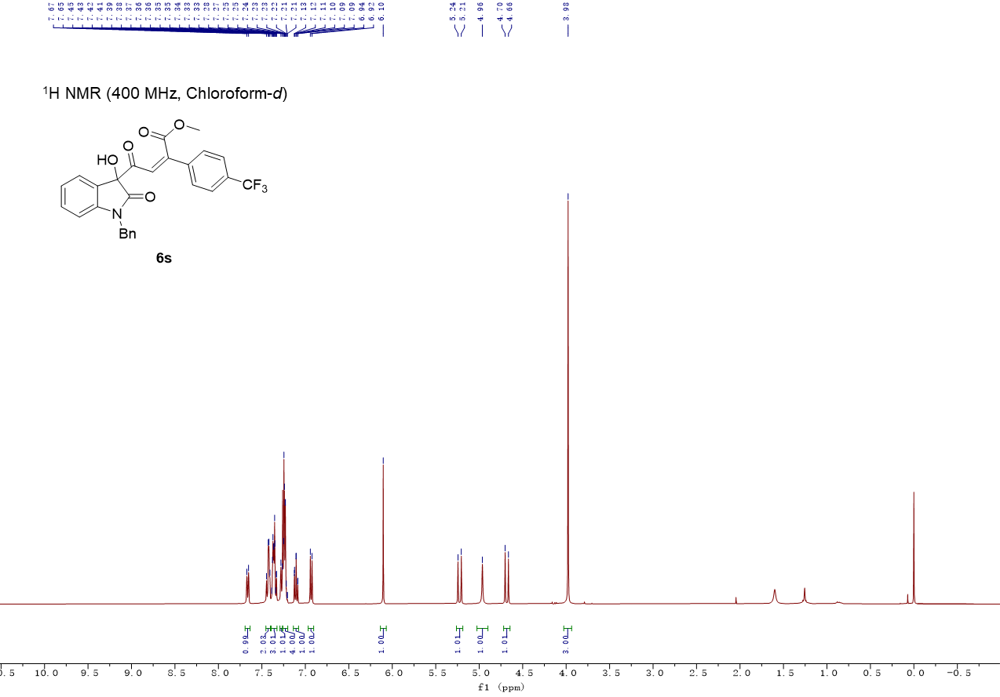 7.67 7.65 7.45 7.43 7.42 7.41 7.39 7.38 7.37 7.36 7.36 7.35 7.35 7.34 7.33 7.33 7.28 7.27 7.25 7.25 7.24 7.23 7.23 7.22 7.21 7.21 7.13 7.12 7.11 7.10 7.09 7.09 6.94 6.92 6.10 5.24 5.21 4.96 4.70 4.66 3.98
¹H NMR (400 MHz, Chloroform-d)
O
O
O
HO
CF₃
O
N
Bn
6s
0.99 2.03 3.01 1.01 4.00 1.00 1.00 1.00 1.01 1.00 1.01 3.00
0.5 10.0 9.5 9.0 8.5 8.0 7.5 7.0 6.5 6.0 5.5 5.0 4.5 4.0 3.5 3.0 2.5 2.0 1.5 1.0 0.5 0.0 -0.5
f1 (ppm)